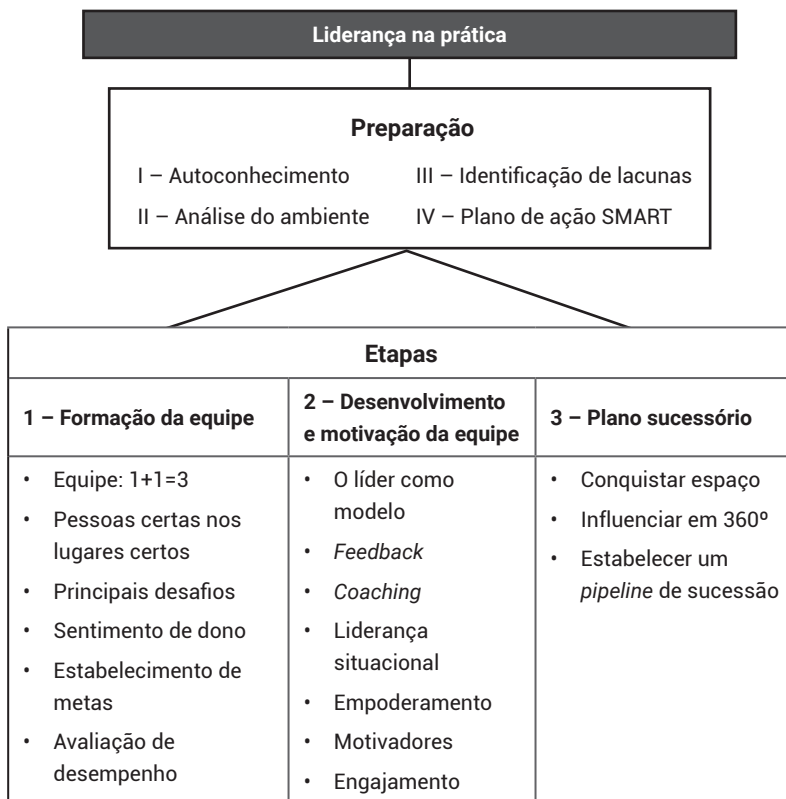 Liderança na prática
Preparação
I – Autoconhecimento
II – Análise do ambiente
III – Identificação de lacunas
IV – Plano de ação SMART
Etapas
1 – Formação da equipe
• Equipe: 1+1=3
• Pessoas certas nos
lugares certos
• Principais desafios
• Sentimento de dono
• Estabelecimento de
metas
• Avaliação de
desempenho
2 – Desenvolvimento
e motivação da equipe
• O líder como
modelo
• Feedback
• Coaching
• Liderança
situacional
• Empoderamento
• Motivadores
• Engajamento
3 – Plano sucessório
• Conquistar espaço
• Influenciar em 360º
• Estabelecer um
pipeline de sucessão